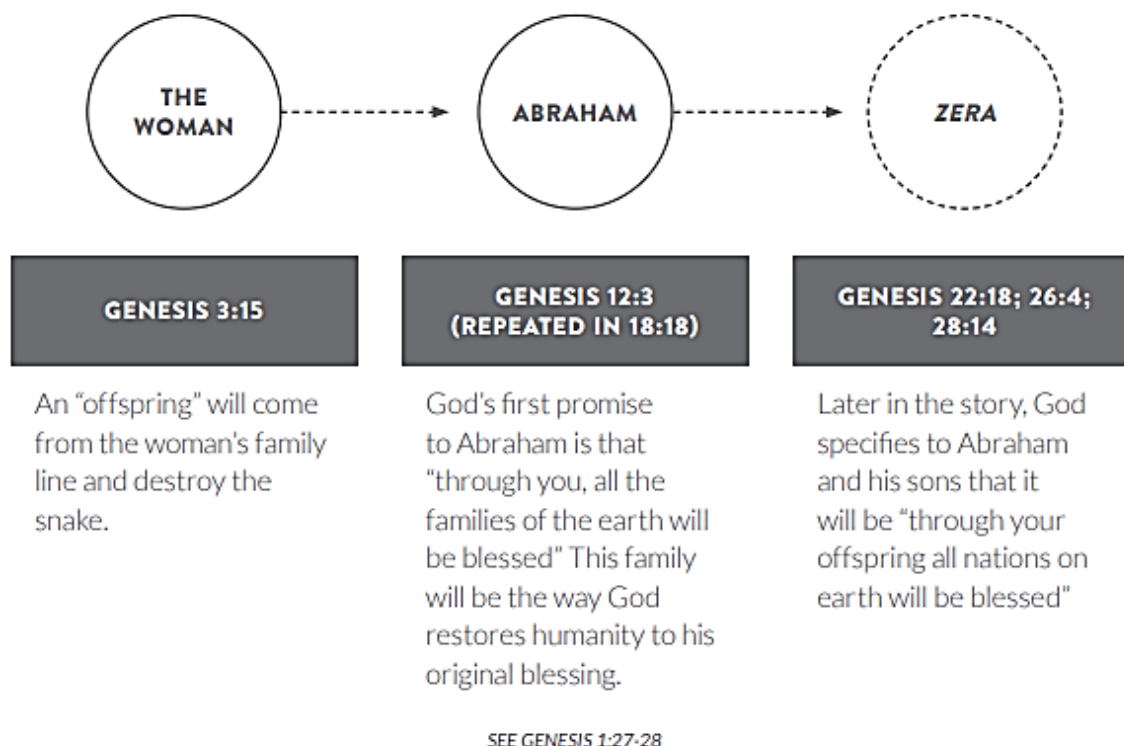 THE
WOMAN
ABRAHAM
ZERA
GENESIS 3:15
An “offspring” will come
from the woman’s family
line and destroy the
snake.
GENESIS 12:3
(REPEATED IN 18:18)
God’s first promise
to Abraham is that
“through you, all the
families of the earth will
be blessed” This family
will be the way God
restores humanity to his
original blessing.
SEE GENESIS 1:27-28
GENESIS 22:18; 26:4;
28:14
Later in the story, God
specifies to Abraham
and his sons that it
will be “through your
offspring all nations on
earth will be blessed”